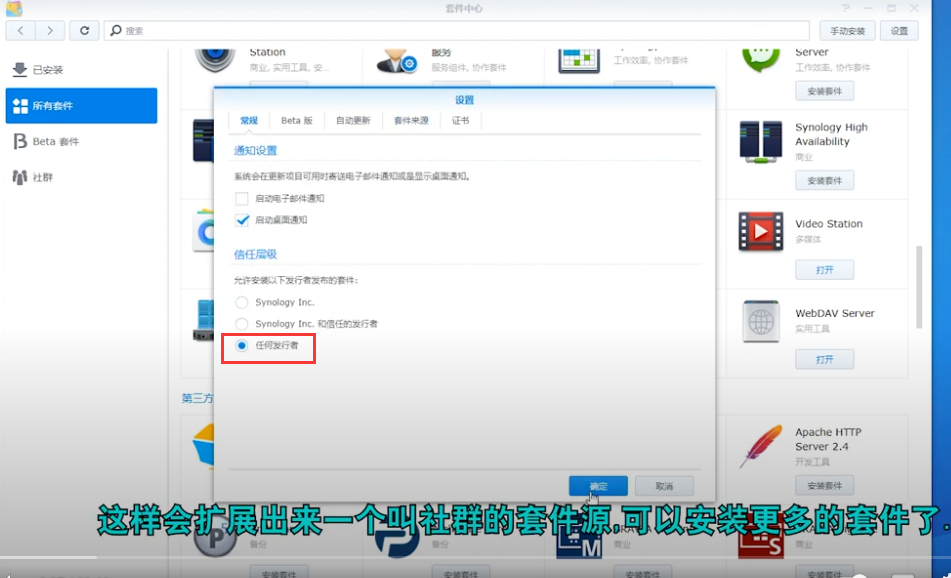 套件中心
搜索
手动安装
设置
已安装
所有套件
Beta 套件
社群
Station
商业, 实用工具, 安...
服务
服务组件, 协作套件
工作效率, 协作套件
Server
工作效率, 协作套件
安装套件
Synology High
Availability
商业
安装套件
Video Station
多媒体
打开
WebDAV Server
实用工具
打开
设置
常规
Beta 版
自动更新
套件来源
证书
通知设置
系统会在更新项目可用时寄送电子邮件通知或是显示桌面通知。
启动电子邮件通知
启动桌面通知
信任层级
允许安装以下发行者发布的套件:
Synology Inc.
Synology Inc. 和信任的发行者
任何发行者
确定
取消
第三方
Apache HTTP
Server 2.4
开发工具
安装套件
这样会扩展出来一个叫社群的套件源 可以安装更多的套件了。
备份
备份
M
商业
S
商业
安装套件
安装套件
安装套件
安装套件